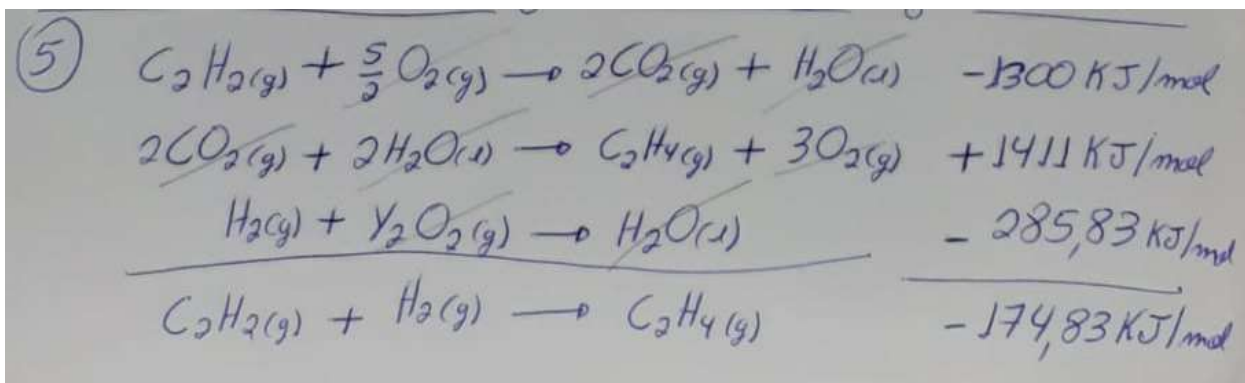 5 C₂H₂(g) + 5/2 O₂(g) → 2CO₂(g) + H₂O(l) -1300 KJ/mol
2CO₂(g) + 2H₂O(l) → C₂H₄(g) + 3O₂(g) +1411 KJ/mol
H₂(g) + 1/2 O₂(g) → H₂O(l) - 285,83 KJ/mol
C₂H₂(g) + H₂(g) → C₂H₄(g) -174,83 KJ/mol